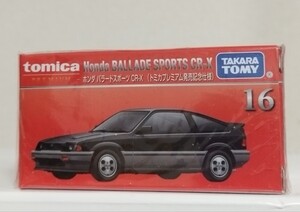 tomica
PREMIUM
Honda BALLADE SPORTS CR-X
ホンダ バラードスポーツ CR-X (トミカプレミアム発売記念仕様)
TAKARA
TOMY
16